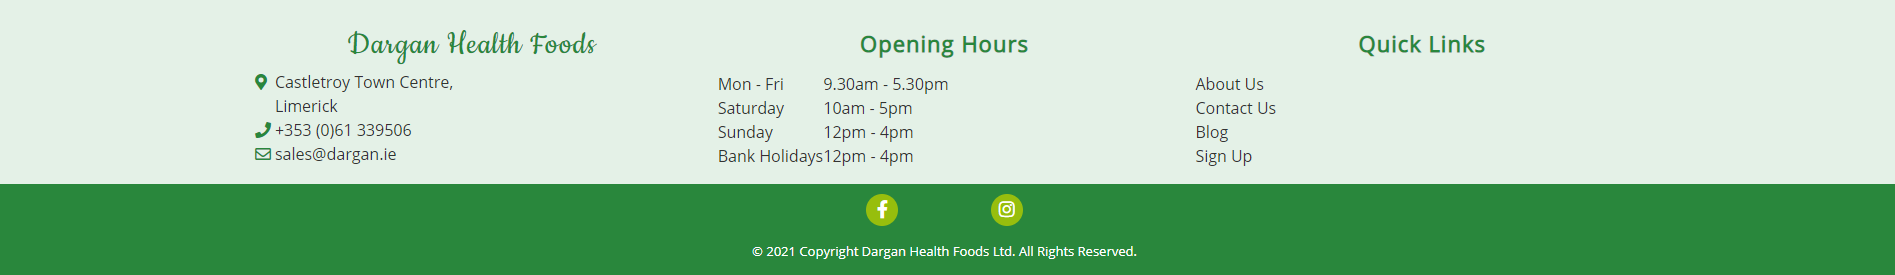 Dargan Health Foods
Castletroy Town Centre,
Limerick
+353 (0)61 339506
sales@dargan.ie
Opening Hours
Mon - Fri 9.30am - 5.30pm
Saturday 10am - 5pm
Sunday 12pm - 4pm
Bank Holidays 12pm - 4pm
Quick Links
About Us
Contact Us
Blog
Sign Up
© 2021 Copyright Dargan Health Foods Ltd. All Rights Reserved.